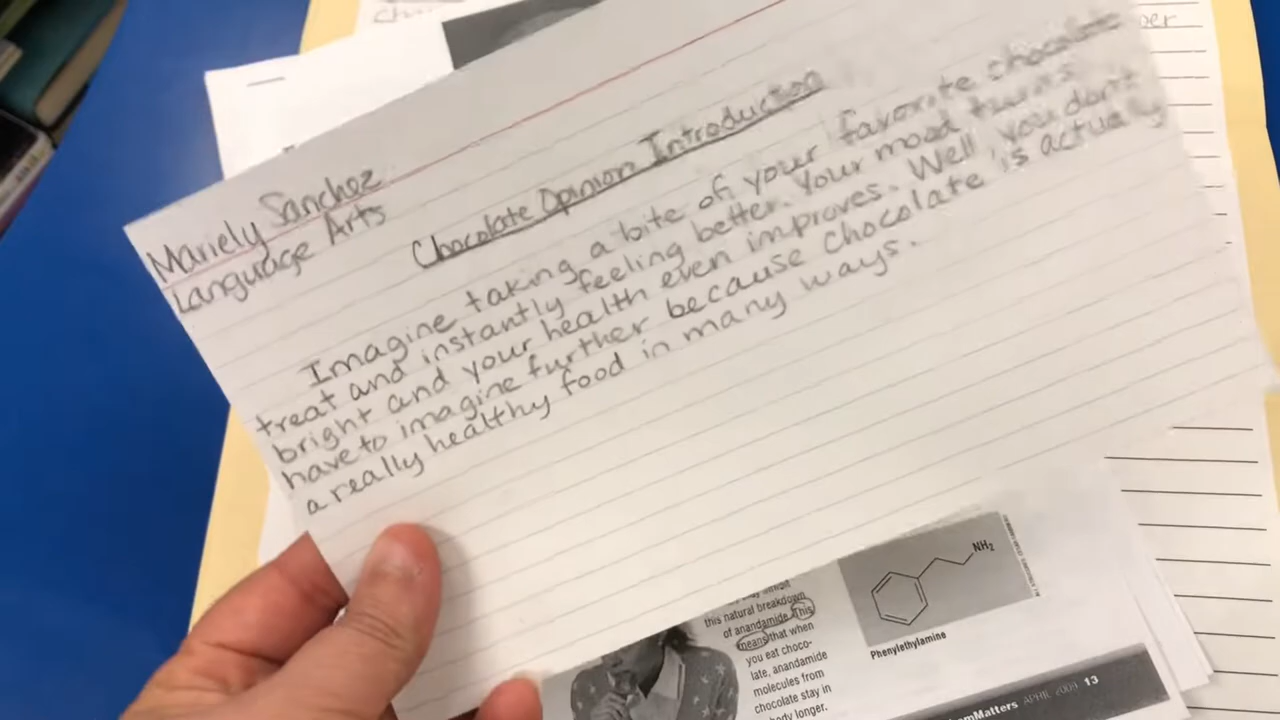 Mariely Sanchez
Language Arts
Chocolate Opinion Introduction
Imagine taking a bite of your favorite chocolate
treat and instantly feeling better. Your mood turns
bright and your health even improves. Well, you don't
have to imagine further because chocolate is actually
a really healthy food in many ways.
this natural breakdown
of anandamide. This
means that when
you eat choco-
late, anandamide
molecules from
chocolate stay in
body longer.
NH2
Phenylethylamine
ChemMatters APRIL 2009 13